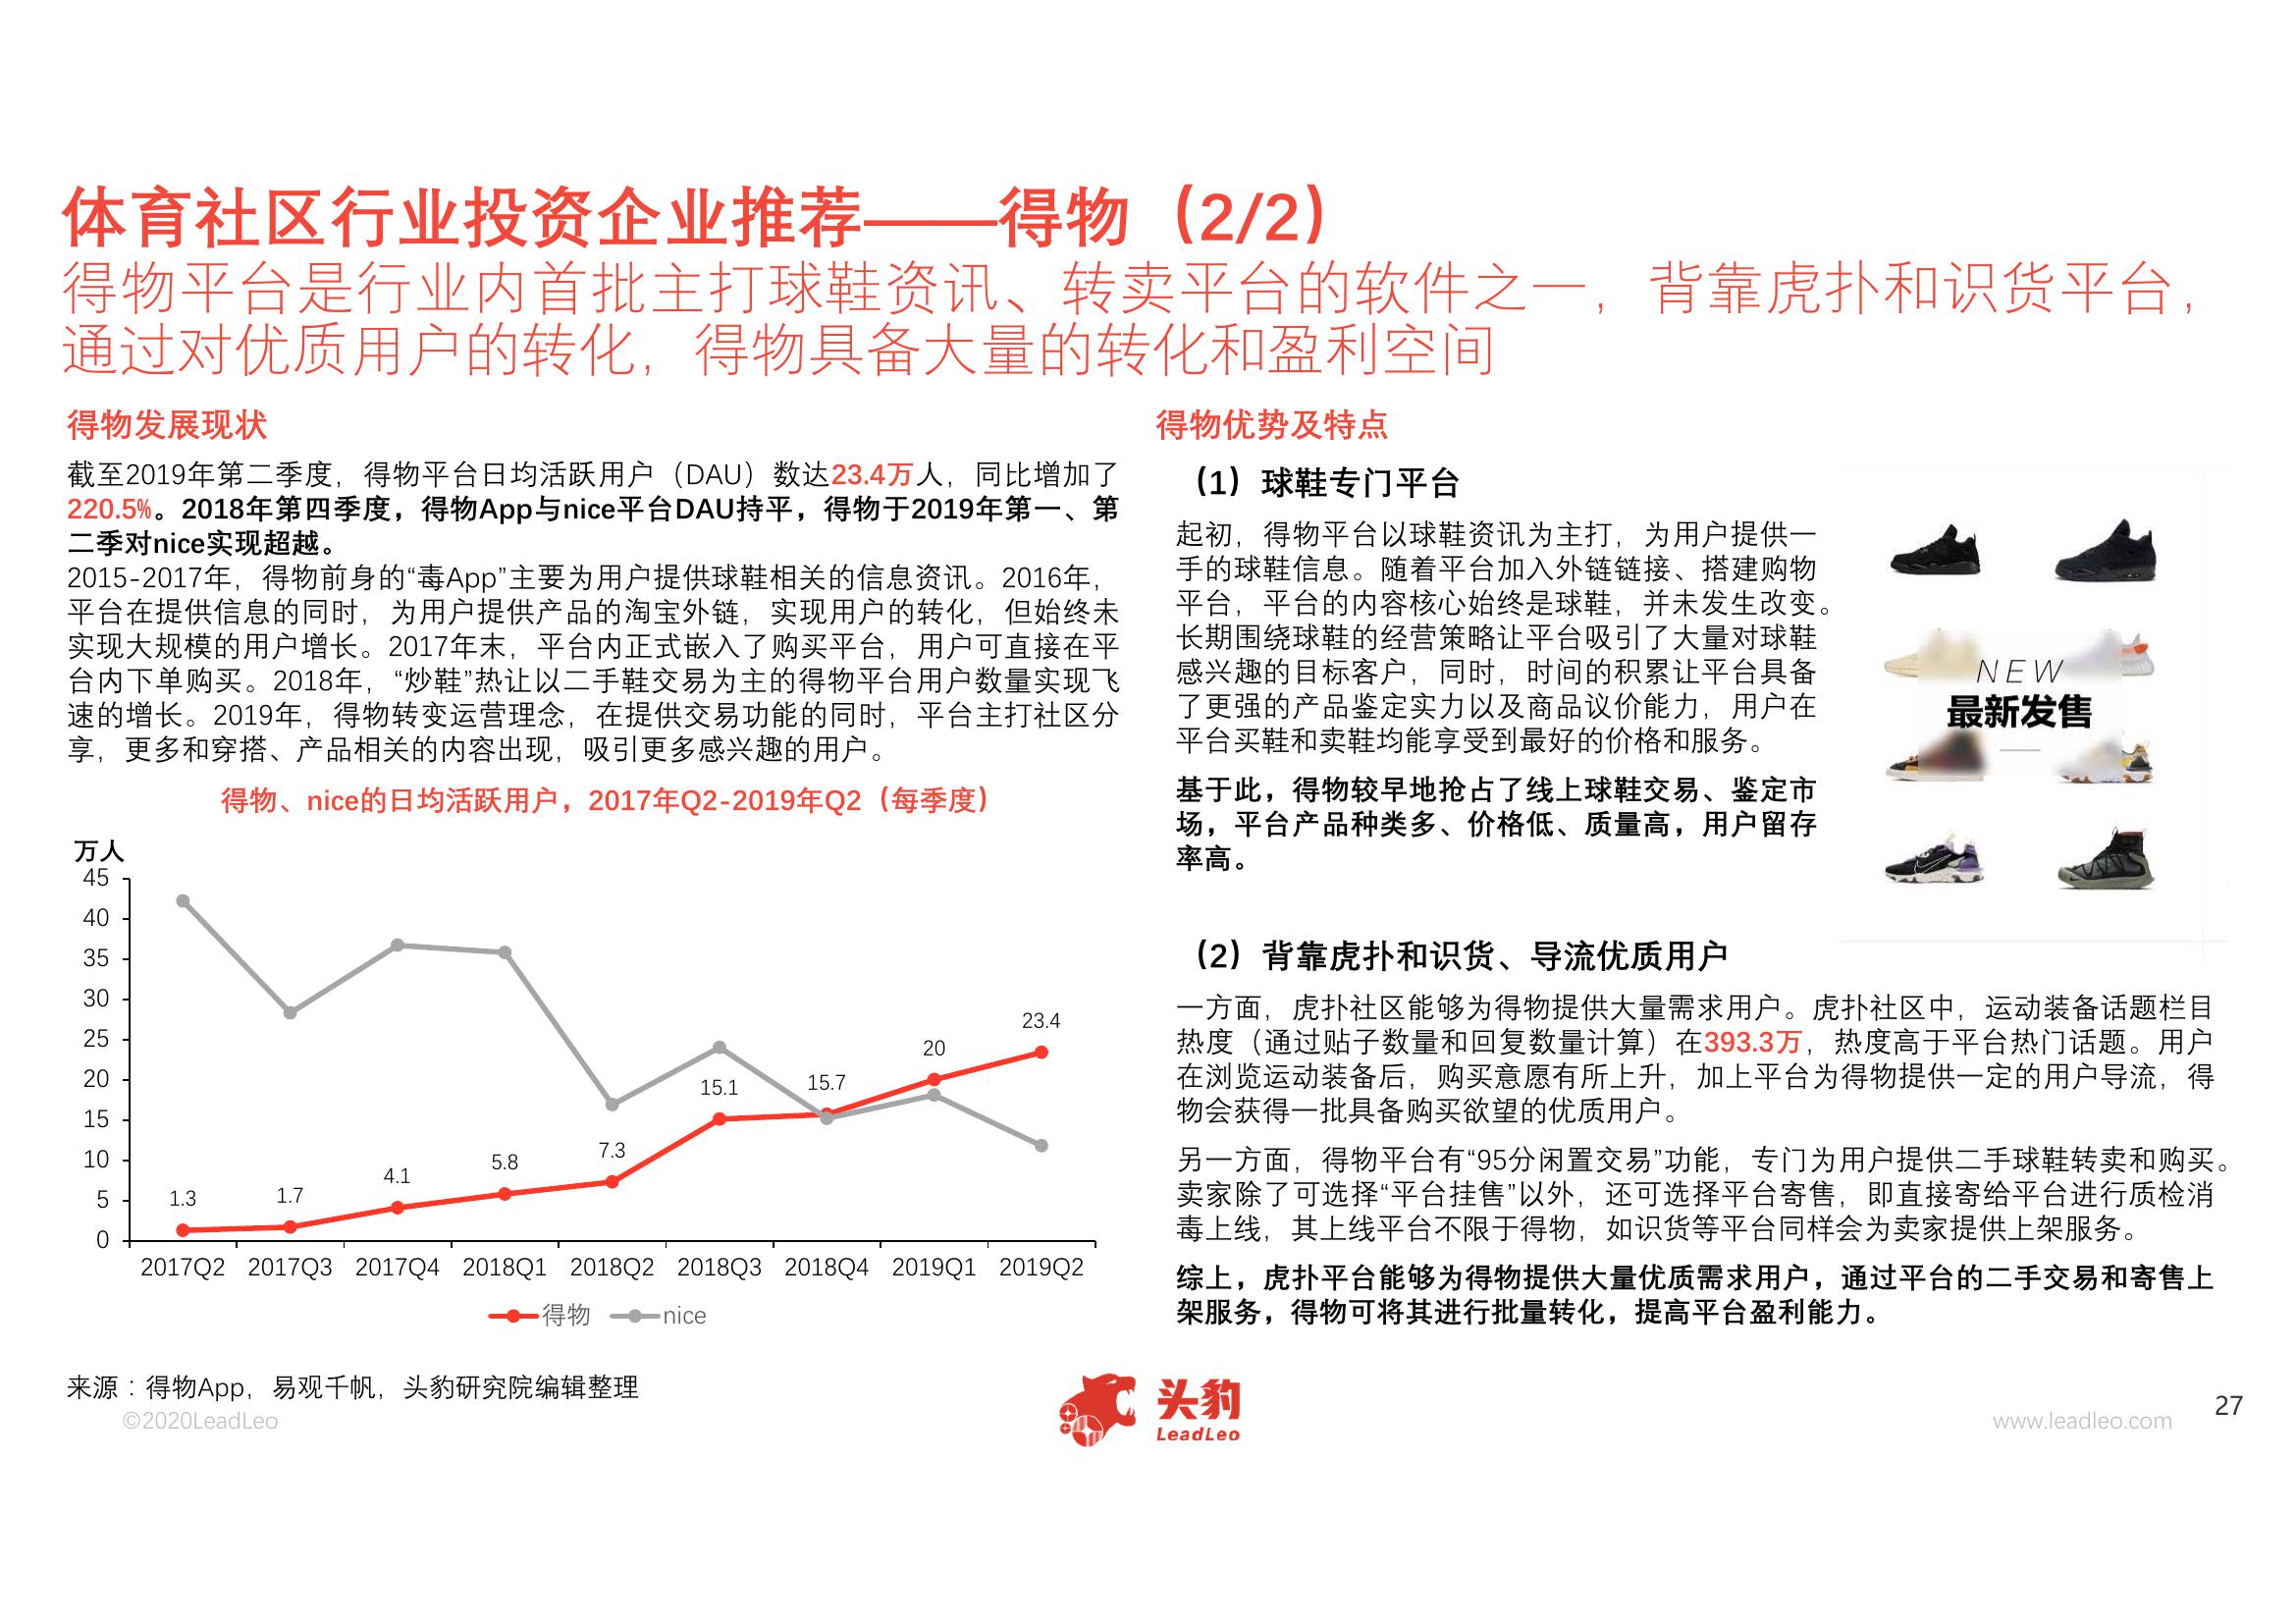 体育社区行业投资企业推荐——得物（2/2）
得物平台是行业内首批主打球鞋资讯、转卖平台的软件之一，背靠虎扑和识货平台，
通过对优质用户的转化，得物具备大量的转化和盈利空间
得物发展现状
截至2019年第二季度，得物平台日均活跃用户（DAU）数达23.4万人，同比增加了
220.5%。2018年第四季度，得物App与nice平台DAU持平，得物于2019年第一、第
二季对nice实现超越。
2015-2017年，得物前身的“毒App”主要为用户提供球鞋相关的信息资讯。2016年，
平台在提供信息的同时，为用户提供产品的淘宝外链，实现用户的转化，但始终未
实现大规模的用户增长。2017年末，平台内正式嵌入了购买平台，用户可直接在平
台内下单购买。2018年，“炒鞋”热让以二手鞋交易为主的得物平台用户数量实现飞
速的增长。2019年，得物转变运营理念，在提供交易功能的同时，平台主打社区分
享，更多和穿搭、产品相关的内容出现，吸引更多感兴趣的用户。
得物、nice的日均活跃用户，2017年Q2-2019年Q2（每季度）
万人
45
40
35
30
25
20
15
10
5
0
1.3
1.7
4.1
5.8
7.3
15.1
15.7
20
23.4
2017Q2 2017Q3 2017Q4 2018Q1 2018Q2 2018Q3 2018Q4 2019Q1 2019Q2
得物 nice
得物优势及特点
（1）球鞋专门平台
起初，得物平台以球鞋资讯为主打，为用户提供一
手的球鞋信息。随着平台加入外链链接、搭建购物
平台，平台的内容核心始终是球鞋，并未发生改变。
长期围绕球鞋的经营策略让平台吸引了大量对球鞋
感兴趣的目标客户，同时，时间的积累让平台具备
了更强的产品鉴定实力以及商品议价能力，用户在
平台买鞋和卖鞋均能享受到最好的价格和服务。
基于此，得物较早地抢占了线上球鞋交易、鉴定市
场，平台产品种类多、价格低、质量高，用户留存
率高。
NEW
最新发售
（2）背靠虎扑和识货、导流优质用户
一方面，虎扑社区能够为得物提供大量需求用户。虎扑社区中，运动装备话题栏目
热度（通过贴子数量和回复数量计算）在393.3万，热度高于平台热门话题。用户
在浏览运动装备后，购买意愿有所上升，加上平台为得物提供一定的用户导流，得
物会获得一批具备购买欲望的优质用户。
另一方面，得物平台有“95分闲置交易”功能，专门为用户提供二手球鞋转卖和购买。
卖家除了可选择“平台挂售”以外，还可选择平台寄售，即直接寄给平台进行质检消
毒上线，其上线平台不限于得物，如识货等平台同样会为卖家提供上架服务。
综上，虎扑平台能够为得物提供大量优质需求用户，通过平台的二手交易和寄售上
架服务，得物可将其进行批量转化，提高平台盈利能力。
来源：得物App，易观千帆，头豹研究院编辑整理
©2020LeadLeo
头豹
LeadLeo
www.leadleo.com
27